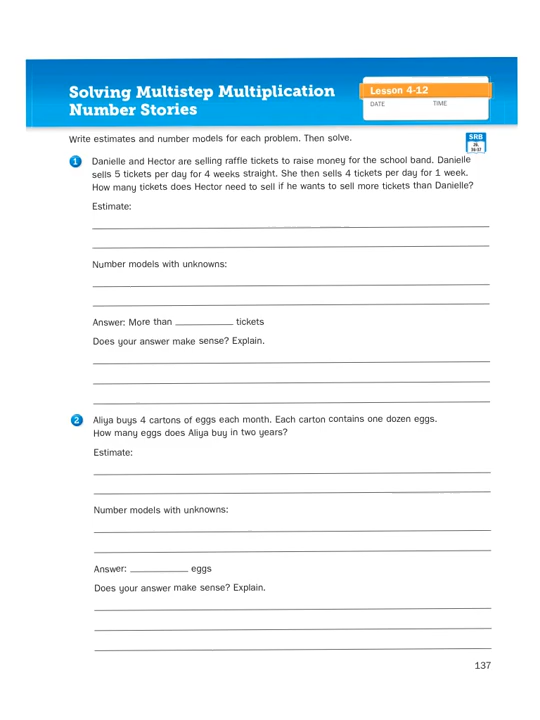 Solving Multistep Multiplication
Number Stories
Lesson 4-12
DATE TIME
Write estimates and number models for each problem. Then solve.
SRB
1 Danielle and Hector are selling raffle tickets to raise money for the school band. Danielle
sells 5 tickets per day for 4 weeks straight. She then sells 4 tickets per day for 1 week.
How many tickets does Hector need to sell if he wants to sell more tickets than Danielle?
Estimate:
Number models with unknowns:
Answer: More than ____________ tickets
Does your answer make sense? Explain.
2 Aliya buys 4 cartons of eggs each month. Each carton contains one dozen eggs.
How many eggs does Aliya buy in two years?
Estimate:
Number models with unknowns:
Answer: ____________ eggs
Does your answer make sense? Explain.
137